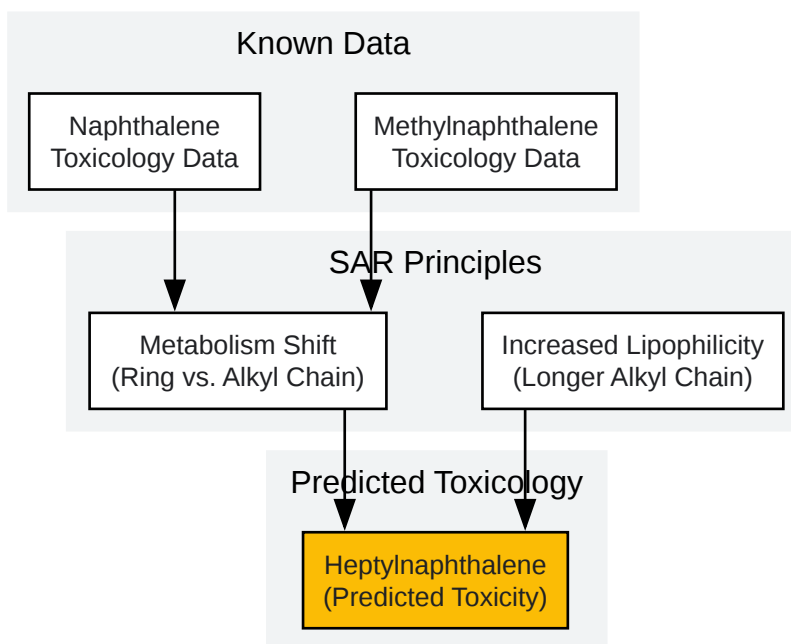 Known Data
Naphthalene
Toxicology Data
Methylnaphthalene
Toxicology Data
SAR Principles
Metabolism Shift
(Ring vs. Alkyl Chain)
Increased Lipophilicity
(Longer Alkyl Chain)
Predicted Toxicology
Heptylnaphthalene
(Predicted Toxicity)